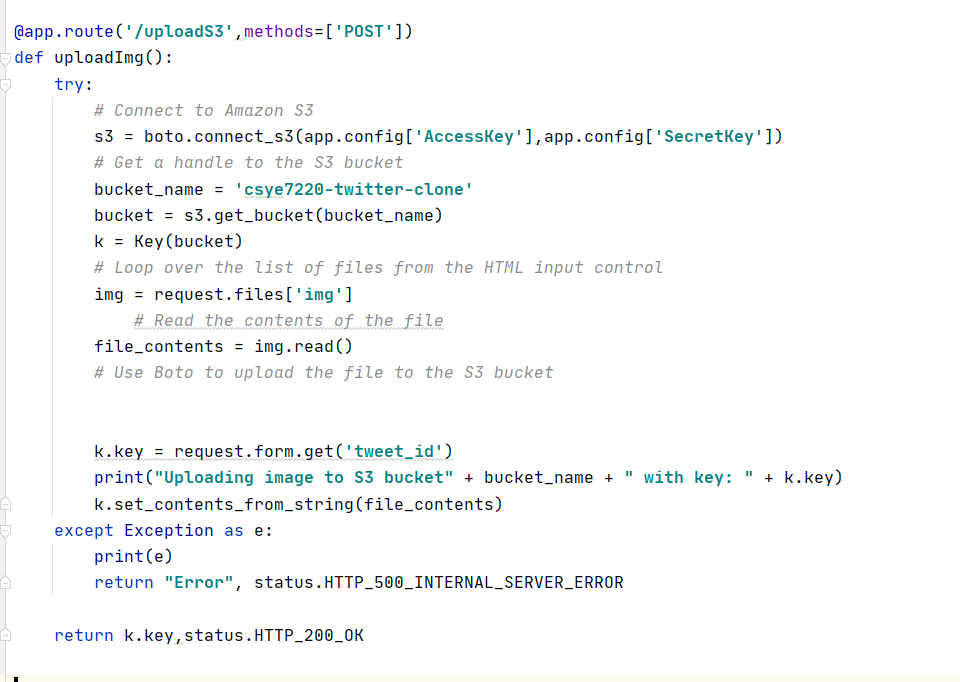 @app.route('/uploadS3',methods=['POST'])
def uploadImg():
    try:
        # Connect to Amazon S3
        s3 = boto.connect_s3(app.config['AccessKey'],app.config['SecretKey'])
        # Get a handle to the S3 bucket
        bucket_name = 'csye7220-twitter-clone'
        bucket = s3.get_bucket(bucket_name)
        k = Key(bucket)
        # Loop over the list of files from the HTML input control
        img = request.files['img']
            # Read the contents of the file
        file_contents = img.read()
        # Use Boto to upload the file to the S3 bucket
        k.key = request.form.get('tweet_id')
        print("Uploading image to S3 bucket" + bucket_name + " with key: " + k.key)
        k.set_contents_from_string(file_contents)
    except Exception as e:
        print(e)
        return "Error", status.HTTP_500_INTERNAL_SERVER_ERROR
    return k.key,status.HTTP_200_OK